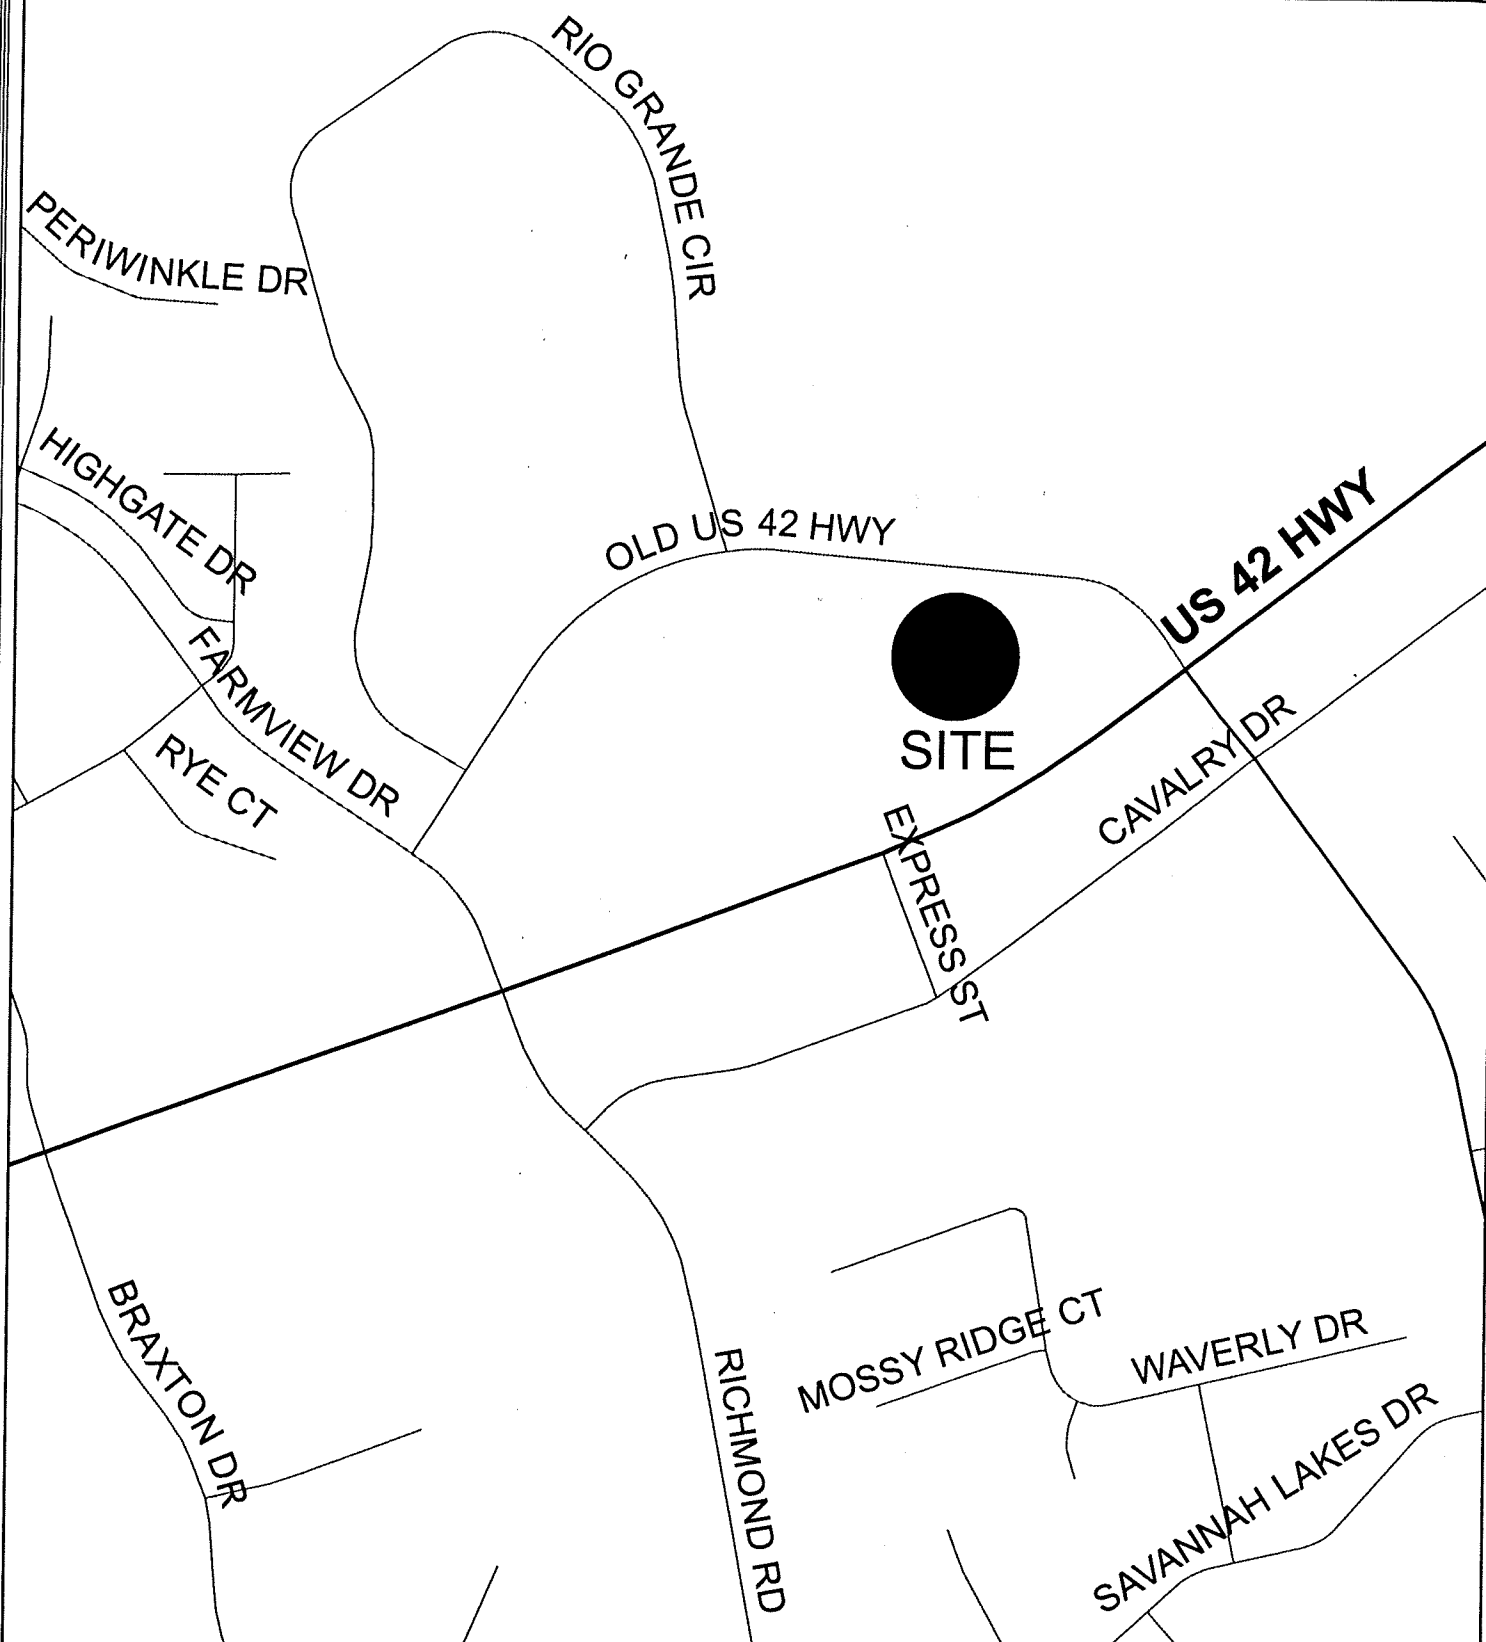 RIO GRANDE CIR
PERIWINKLE DR
HIGHGATE DR
OLD US 42 HWY
US 42 HWY
FARMVIEW DR
RYE CT
SITE
CAVALRY DR
EXPRESS ST
BRAXTON DR
MOSSY RIDGE CT
WAVERLY DR
RICHMOND RD
SAVANNAH LAKES DR